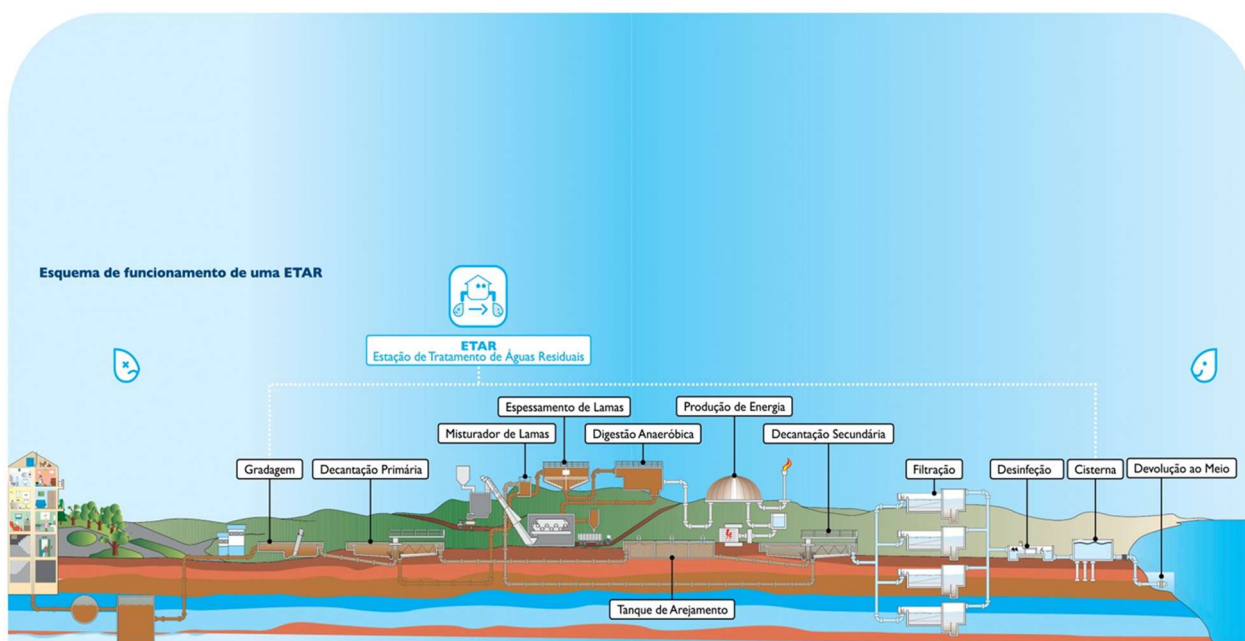 Esquema de funcionamento de uma ETAR
ETAR
Estação de Tratamento de Águas Residuais
Espessamento de Lamas
Produção de Energia
Misturador de Lamas
Digestão Anaeróbica
Decantação Secundária
Gradagem
Decantação Primária
Filtração
Desinfeção
Cisterna
Devolução ao Meio
Tanque de Arejamento